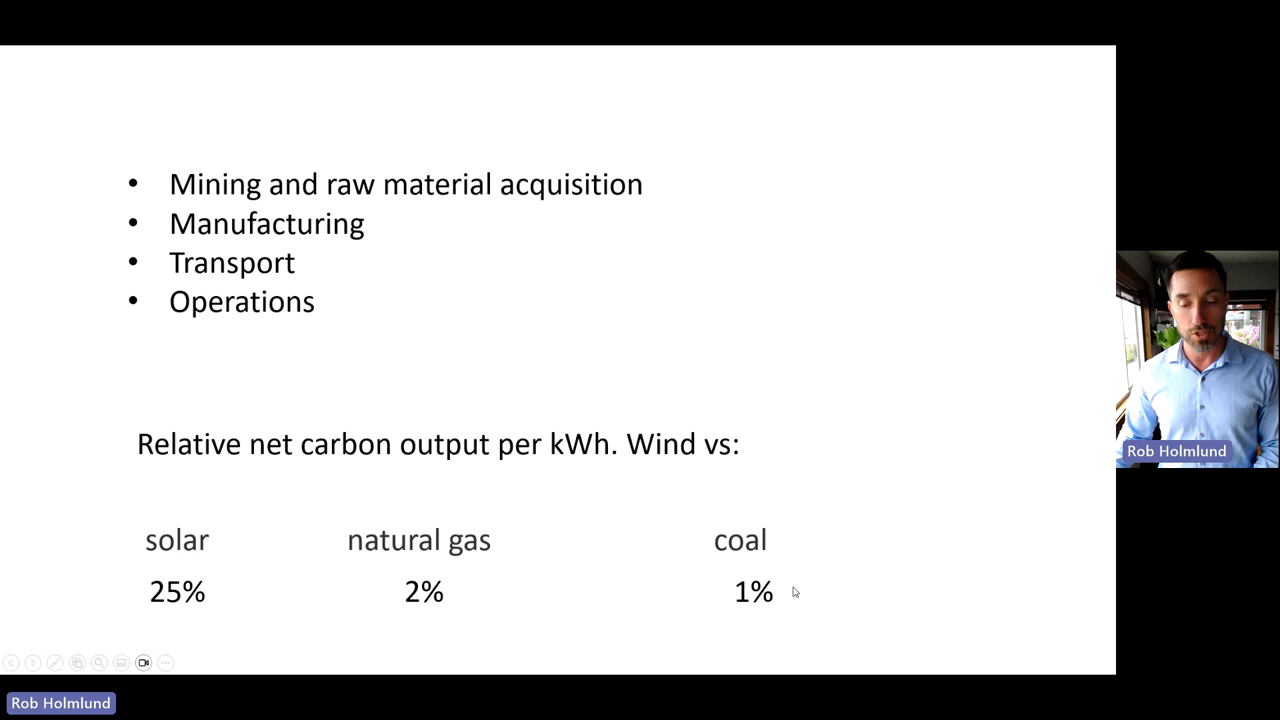 • Mining and raw material acquisition
• Manufacturing
• Transport
• Operations
Relative net carbon output per kWh. Wind vs:
solar natural gas coal
25% 2% 1%
Rob Holmlund
Rob Holmlund